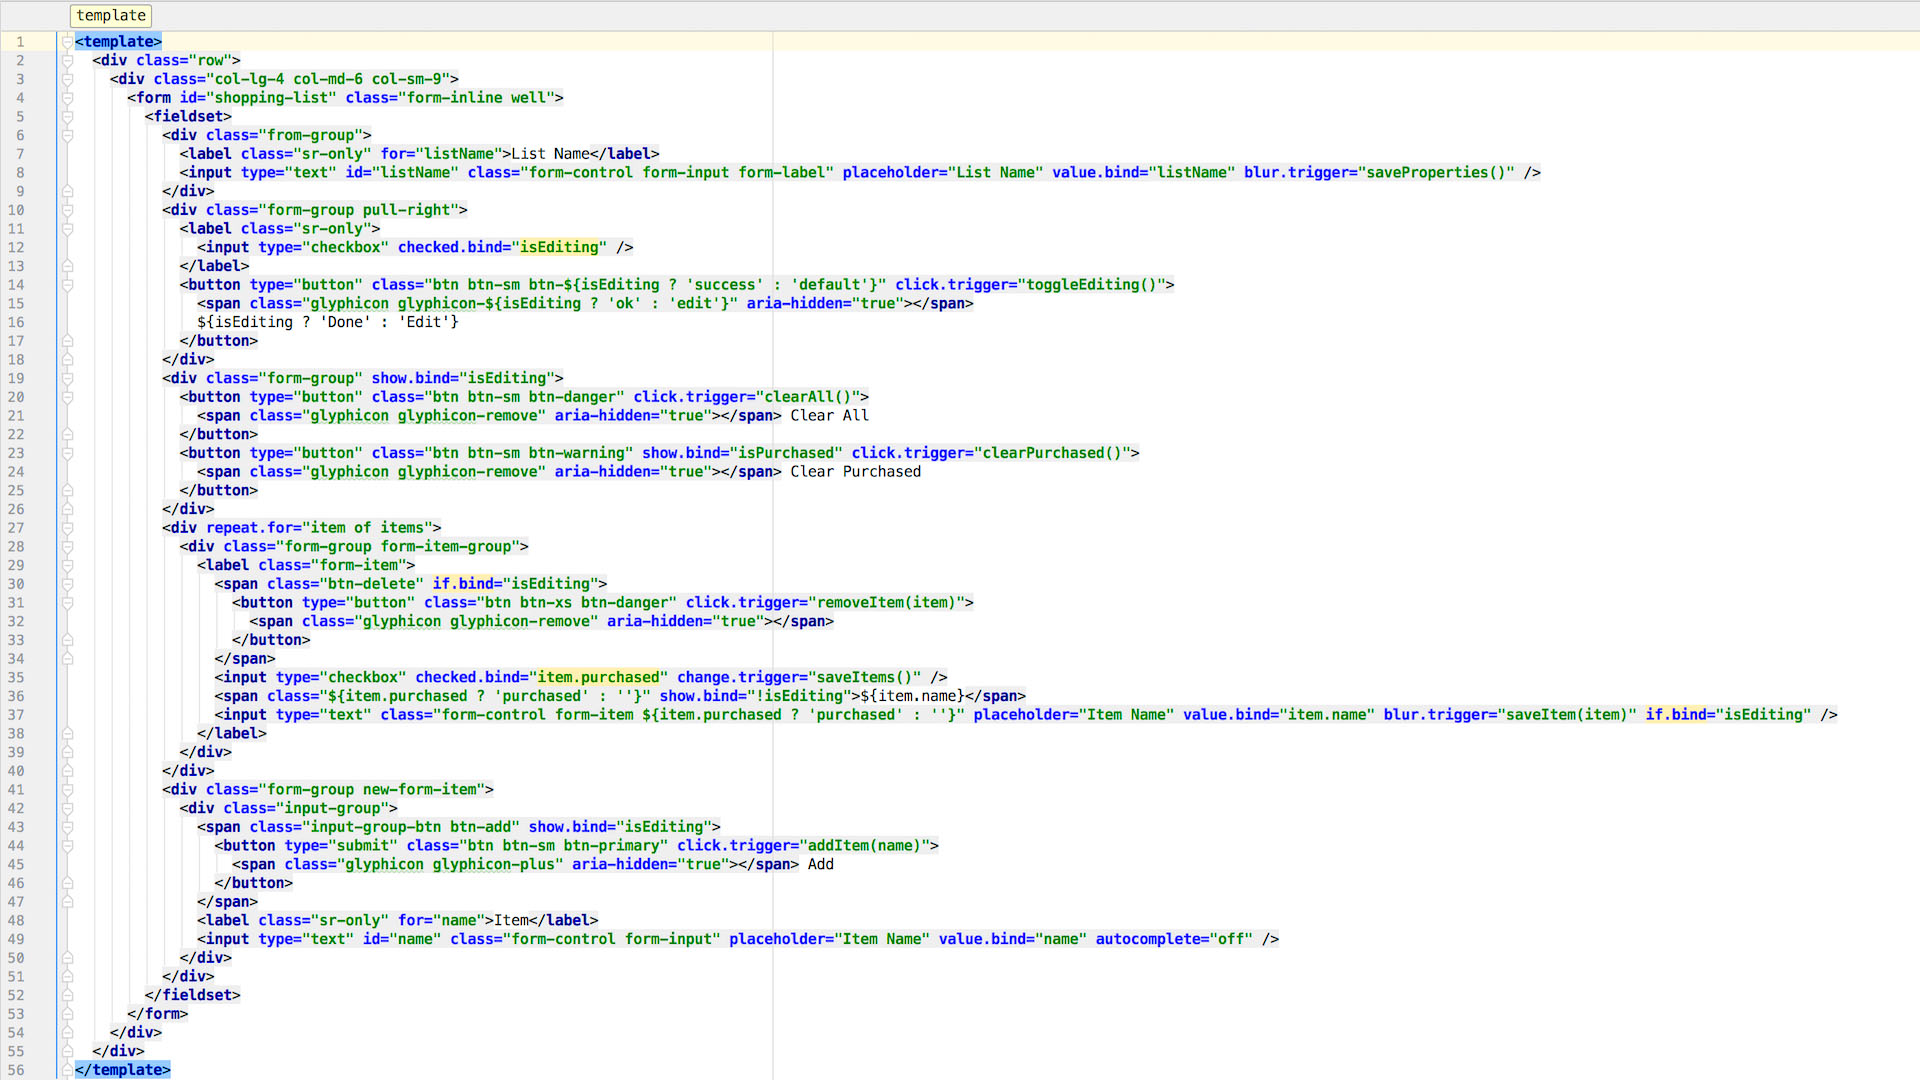 template
1 <template>
2 <div class="row">
3 <div class="col-lg-4 col-md-6 col-sm-9">
4 <form id="shopping-list" class="form-inline well">
5 <fieldset>
6 <div class="from-group">
7 <label class="sr-only" for="listName">List Name</label>
8 <input type="text" id="listName" class="form-control form-input form-label" placeholder="List Name" value.bind="listName" blur.trigger="saveProperties()" />
9 </div>
10 <div class="form-group pull-right">
11 <label class="sr-only">
12 <input type="checkbox" checked.bind="isEditing" />
13 </label>
14 <button type="button" class="btn btn-sm btn-${isEditing ? 'success' : 'default'}" click.trigger="toggleEditing()">
15 <span class="glyphicon glyphicon-${isEditing ? 'ok' : 'edit'}" aria-hidden="true"></span>
16 ${isEditing ? 'Done' : 'Edit'}
17 </button>
18 </div>
19 <div class="form-group" show.bind="isEditing">
20 <button type="button" class="btn btn-sm btn-danger" click.trigger="clearAll()">
21 <span class="glyphicon glyphicon-remove" aria-hidden="true"></span> Clear All
22 </button>
23 <button type="button" class="btn btn-sm btn-warning" show.bind="isPurchased" click.trigger="clearPurchased()">
24 <span class="glyphicon glyphicon-remove" aria-hidden="true"></span> Clear Purchased
25 </button>
26 </div>
27 <div repeat.for="item of items">
28 <div class="form-group form-item-group">
29 <label class="form-item">
30 <span class="btn-delete" if.bind="isEditing">
31 <button type="button" class="btn btn-xs btn-danger" click.trigger="removeItem(item)">
32 <span class="glyphicon glyphicon-remove" aria-hidden="true"></span>
33 </button>
34 </span>
35 <input type="checkbox" checked.bind="item.purchased" change.trigger="saveItems()" />
36 <span class="${item.purchased ? 'purchased' : ''}" show.bind="!isEditing">${item.name}</span>
37 <input type="text" class="form-control form-item ${item.purchased ? 'purchased' : ''}" placeholder="Item Name" value.bind="item.name" blur.trigger="saveItem(item)" if.bind="isEditing" />
38 </label>
39 </div>
40 </div>
41 <div class="form-group new-form-item">
42 <div class="input-group">
43 <span class="input-group-btn btn-add" show.bind="isEditing">
44 <button type="submit" class="btn btn-sm btn-primary" click.trigger="addItem(name)">
45 <span class="glyphicon glyphicon-plus" aria-hidden="true"></span> Add
46 </button>
47 </span>
48 <label class="sr-only" for="name">Item</label>
49 <input type="text" id="name" class="form-control form-input" placeholder="Item Name" value.bind="name" autocomplete="off" />
50 </div>
51 </div>
52 </fieldset>
53 </form>
54 </div>
55 </div>
56 </template>